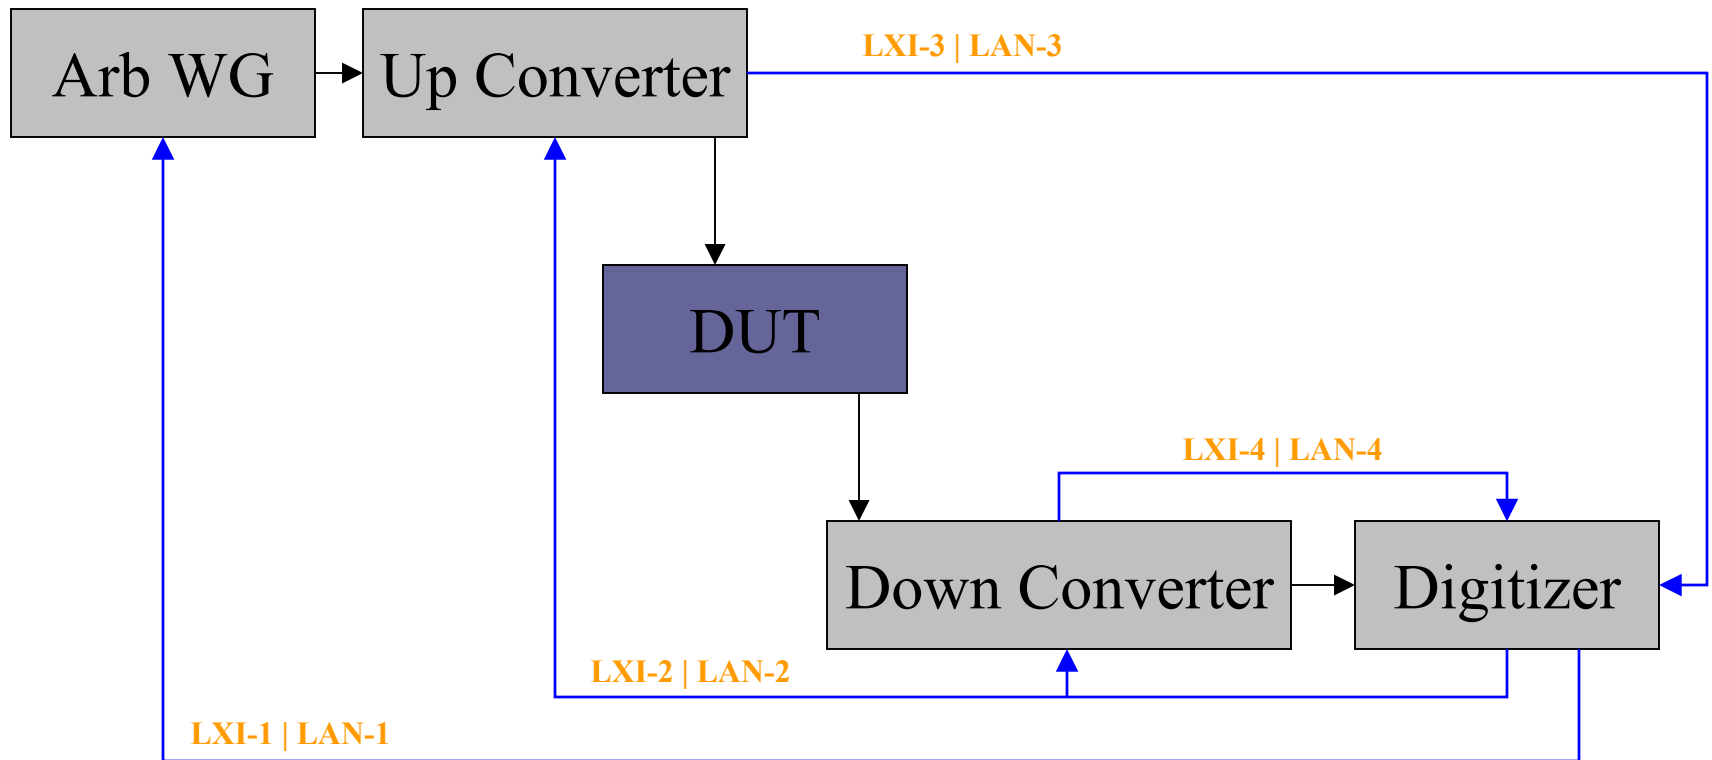 Arb WG
Up Converter
LXI-3 | LAN-3
DUT
LXI-4 | LAN-4
Down Converter
Digitizer
LXI-2 | LAN-2
LXI-1 | LAN-1